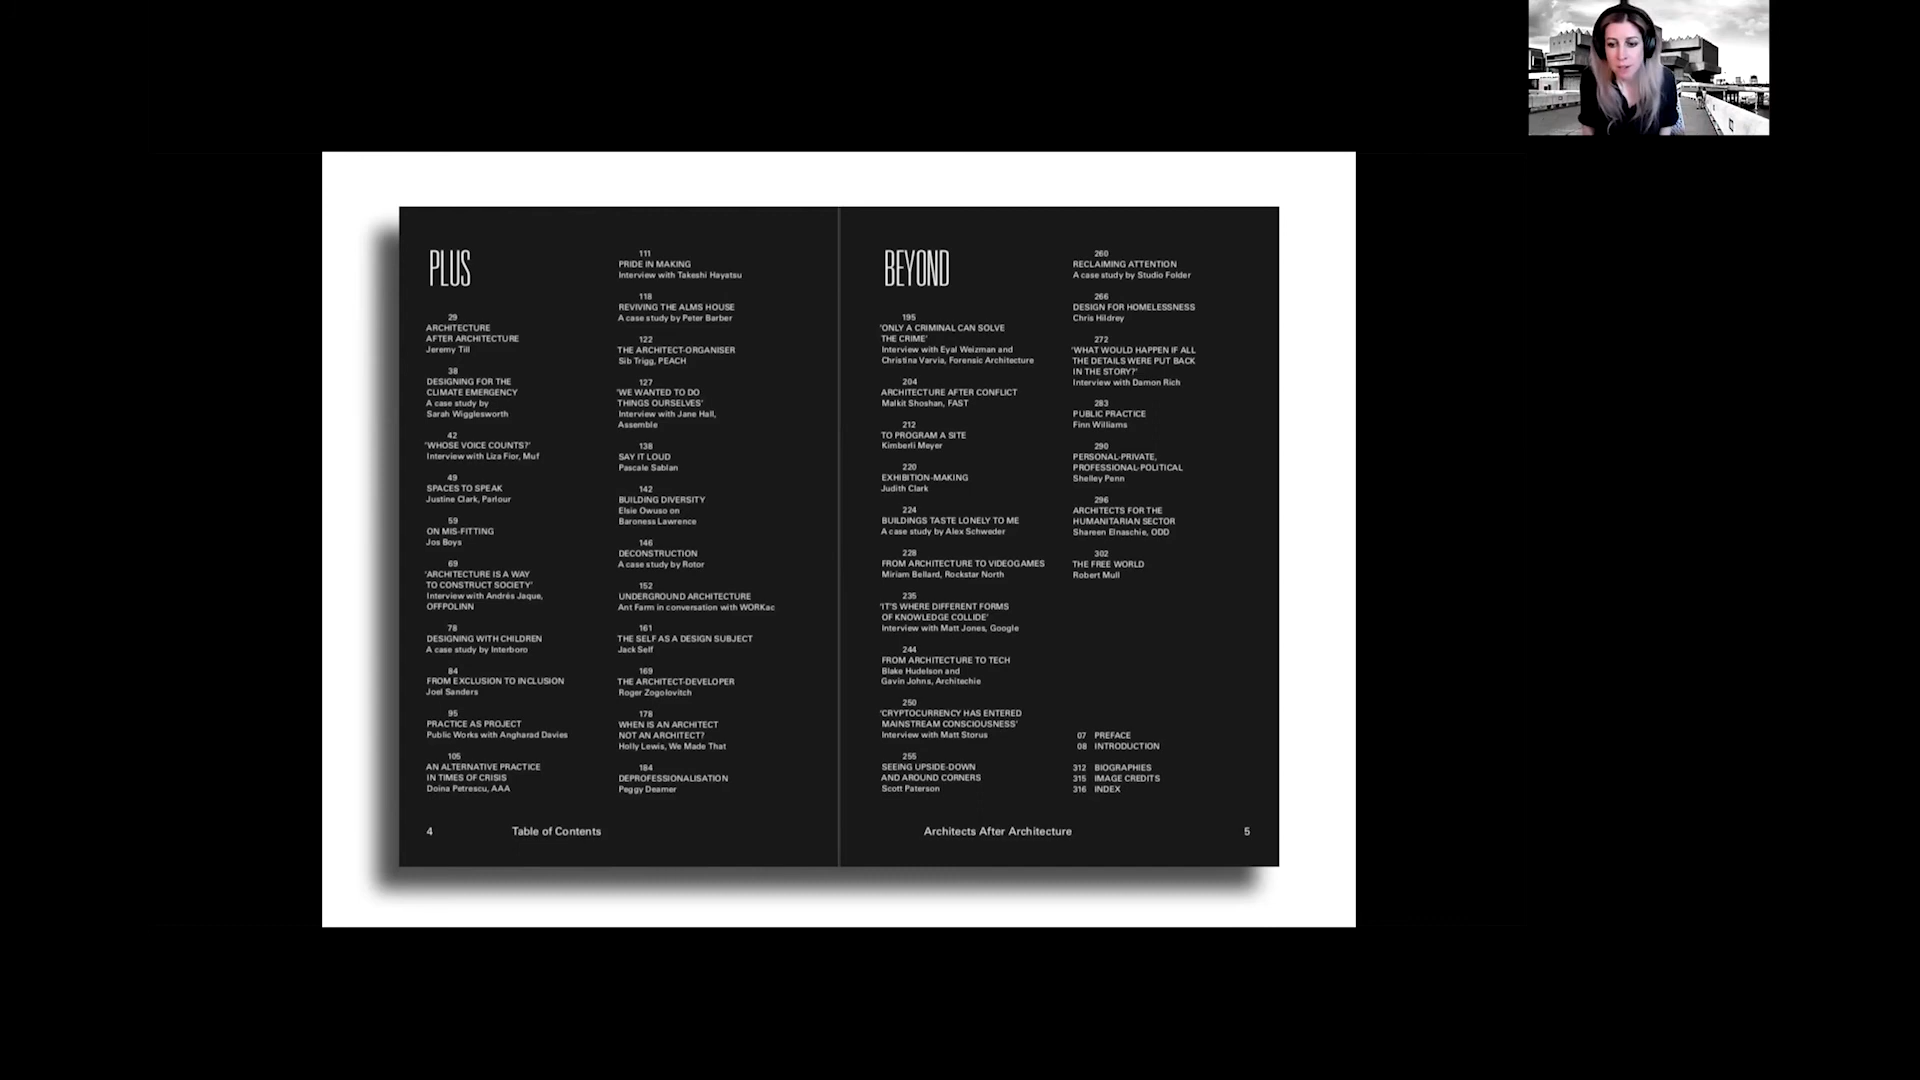 PLUS
29
ARCHITECTURE
AFTER ARCHITECTURE
Jeremy Till
38
DESIGNING FOR THE
CLIMATE EMERGENCY
A case study by
Sarah Wigglesworth
42
'WHOSE VOICE COUNTS?'
Interview with Liza Fior, Muf
49
SPACES TO SPEAK
Justine Clark, Parlour
59
ON MIS-FITTING
Jos Boys
69
'ARCHITECTURE IS A WAY
TO CONSTRUCT SOCIETY'
Interview with Andrés Jaque,
OFFPOLINN
78
DESIGNING WITH CHILDREN
A case study by Interboro
84
FROM EXCLUSION TO INCLUSION
Joel Sanders
95
PRACTICE AS PROJECT
Public Works with Angharad Davies
105
AN ALTERNATIVE PRACTICE
IN TIMES OF CRISIS
Doina Petrescu, AAA
111
PRIDE IN MAKING
Interview with Takeshi Hayatsu
118
REVIVING THE ALMS HOUSE
A case study by Peter Barber
122
THE ARCHITECT-ORGANISER
Sib Trigg, PEACH
127
'WE WANTED TO DO
THINGS OURSELVES'
Interview with Jane Hall,
Assemble
138
SAY IT LOUD
Pascale Sablan
142
BUILDING DIVERSITY
Elsie Owuso on
Baroness Lawrence
146
DECONSTRUCTION
A case study by Rotor
152
UNDERGROUND ARCHITECTURE
Ant Farm in conversation with WORKac
161
THE SELF AS A DESIGN SUBJECT
Jack Self
169
THE ARCHITECT-DEVELOPER
Roger Zogolovitch
178
WHEN IS AN ARCHITECT
NOT AN ARCHITECT?
Holly Lewis, We Made That
184
DEPROFESSIONALISATION
Peggy Deamer
4 Table of Contents
BEYOND
195
'ONLY A CRIMINAL CAN SOLVE
THE CRIME'
Interview with Eyal Weizman and
Christina Varvia, Forensic Architecture
204
ARCHITECTURE AFTER CONFLICT
Malkit Shoshan, FAST
212
TO PROGRAM A SITE
Kimberli Meyer
220
EXHIBITION-MAKING
Judith Clark
224
BUILDINGS TASTE LONELY TO ME
A case study by Alex Schweder
228
FROM ARCHITECTURE TO VIDEOGAMES
Miriam Bellard, Rockstar North
235
'IT'S WHERE DIFFERENT FORMS
OF KNOWLEDGE COLLIDE'
Interview with Matt Jones, Google
244
FROM ARCHITECTURE TO TECH
Blake Hudelson and
Gavin Johns, Architechie
250
'CRYPTOCURRENCY HAS ENTERED
MAINSTREAM CONSCIOUSNESS'
Interview with Matt Storus
255
SEEING UPSIDE-DOWN
AND AROUND CORNERS
Scott Paterson
260
RECLAIMING ATTENTION
A case study by Studio Folder
266
DESIGN FOR HOMELESSNESS
Chris Hildrey
272
'WHAT WOULD HAPPEN IF ALL
THE DETAILS WERE PUT BACK
IN THE STORY?'
Interview with Damon Rich
283
PUBLIC PRACTICE
Finn Williams
290
PERSONAL-PRIVATE,
PROFESSIONAL-POLITICAL
Shelley Penn
296
ARCHITECTS FOR THE
HUMANITARIAN SECTOR
Shareen Elnaschie, ODD
302
THE FREE WORLD
Robert Mull
07 PREFACE
08 INTRODUCTION
312 BIOGRAPHIES
315 IMAGE CREDITS
316 INDEX
Architects After Architecture 5